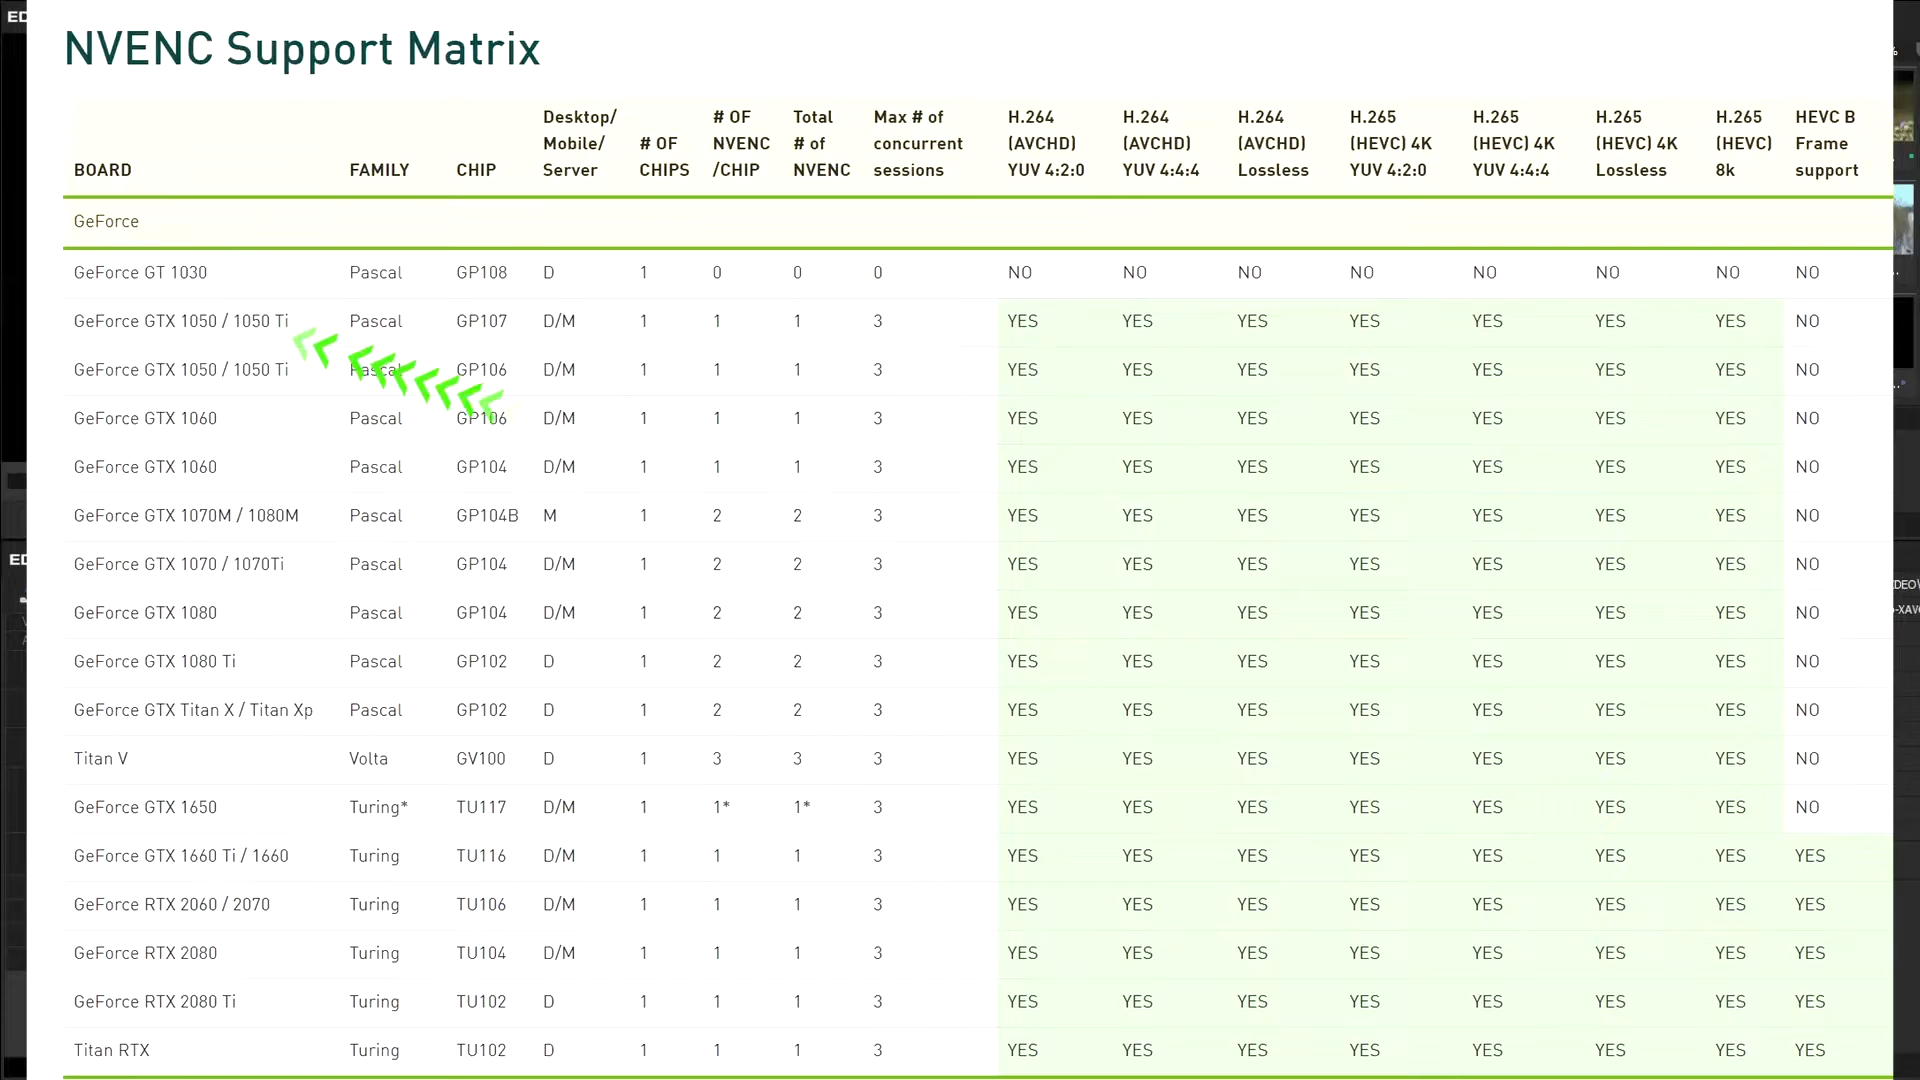 NVENC Support Matrix
BOARD FAMILY CHIP Desktop/ Mobile/ Server # OF CHIPS # OF NVENC /CHIP Total # of NVENC Max # of concurrent sessions H.264 (AVCHD) YUV 4:2:0 H.264 (AVCHD) YUV 4:4:4 H.264 (AVCHD) Lossless H.265 (HEVC) 4K YUV 4:2:0 H.265 (HEVC) 4K YUV 4:4:4 H.265 (HEVC) 4K Lossless H.265 (HEVC) 8k HEVC B Frame support
GeForce
GeForce GT 1030 Pascal GP108 D 1 0 0 0 NO NO NO NO NO NO NO NO
GeForce GTX 1050 / 1050 Ti Pascal GP107 D/M 1 1 1 3 YES YES YES YES YES YES YES NO
GeForce GTX 1050 / 1050 Ti Pascal GP106 D/M 1 1 1 3 YES YES YES YES YES YES YES NO
GeForce GTX 1060 Pascal GP106 D/M 1 1 1 3 YES YES YES YES YES YES YES NO
GeForce GTX 1060 Pascal GP104 D/M 1 1 1 3 YES YES YES YES YES YES YES NO
GeForce GTX 1070M / 1080M Pascal GP104B M 1 2 2 3 YES YES YES YES YES YES YES NO
GeForce GTX 1070 / 1070Ti Pascal GP104 D/M 1 2 2 3 YES YES YES YES YES YES YES NO
GeForce GTX 1080 Pascal GP104 D/M 1 2 2 3 YES YES YES YES YES YES YES NO
GeForce GTX 1080 Ti Pascal GP102 D 1 2 2 3 YES YES YES YES YES YES YES NO
GeForce GTX Titan X / Titan Xp Pascal GP102 D 1 2 2 3 YES YES YES YES YES YES YES NO
Titan V Volta GV100 D 1 3 3 3 YES YES YES YES YES YES YES NO
GeForce GTX 1650 Turing* TU117 D/M 1 1* 1* 3 YES YES YES YES YES YES YES NO
GeForce GTX 1660 Ti / 1660 Turing TU116 D/M 1 1 1 3 YES YES YES YES YES YES YES YES
GeForce RTX 2060 / 2070 Turing TU106 D/M 1 1 1 3 YES YES YES YES YES YES YES YES
GeForce RTX 2080 Turing TU104 D/M 1 1 1 3 YES YES YES YES YES YES YES YES
GeForce RTX 2080 Ti Turing TU102 D 1 1 1 3 YES YES YES YES YES YES YES YES
Titan RTX Turing TU102 D 1 1 1 3 YES YES YES YES YES YES YES YES